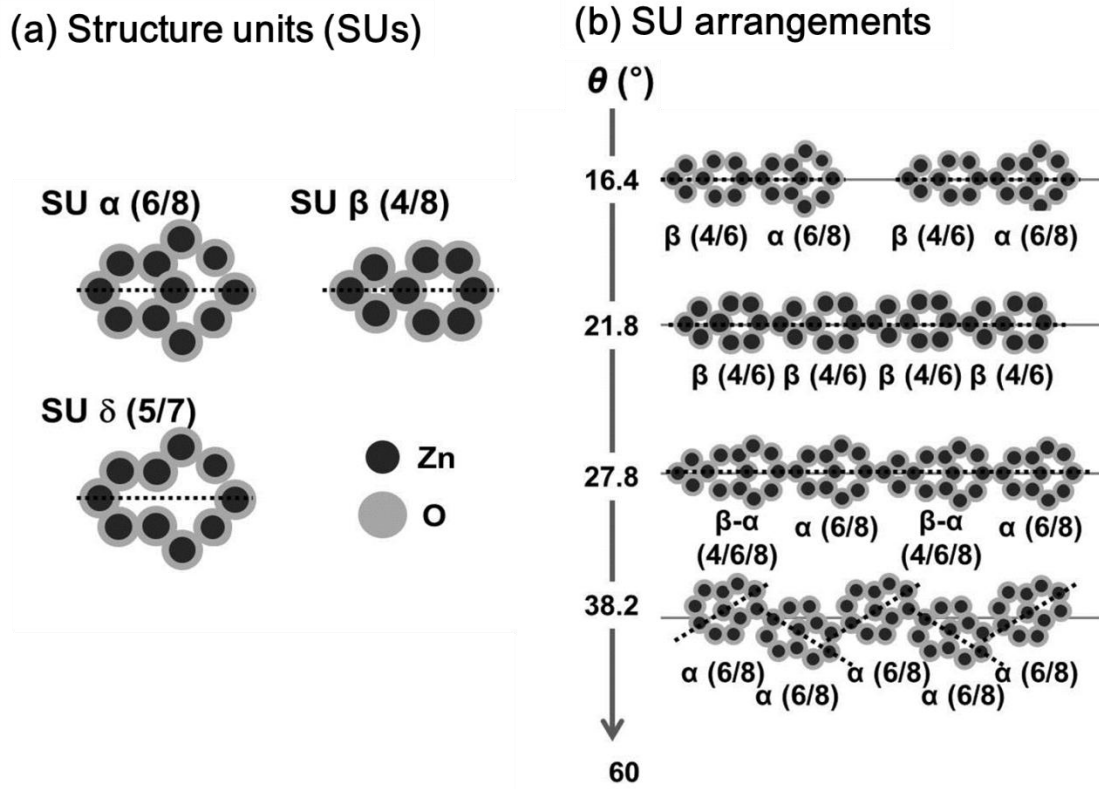 (a) Structure units (SUs)
SU α (6/8)
SU β (4/8)
SU δ (5/7)
Zn
O
(b) SU arrangements
θ (°)
16.4
β (4/6) α (6/8) β (4/6) α (6/8)
21.8
β (4/6) β (4/6) β (4/6) β (4/6)
27.8
β-α α (6/8) β-α α (6/8)
(4/6/8) (4/6/8)
38.2
α (6/8) α (6/8) α (6/8)
α (6/8) α (6/8)
60